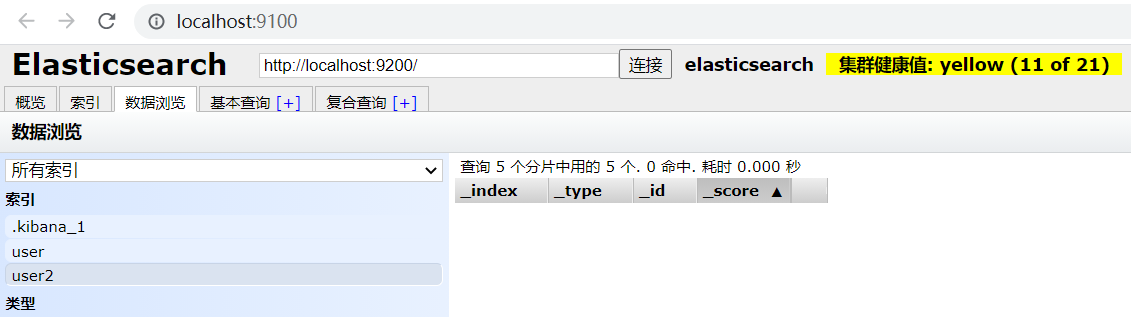 localhost:9100
Elasticsearch http://localhost:9200/ 连接 elasticsearch 集群健康值: yellow (11 of 21)
概览 索引 数据浏览 基本查询 [+] 复合查询 [+]
数据浏览
所有索引
索引
.kibana_1
user
user2
类型
查询 5 个分片中用的 5 个. 0 命中. 耗时 0.000 秒
_index _type _id _score ▲